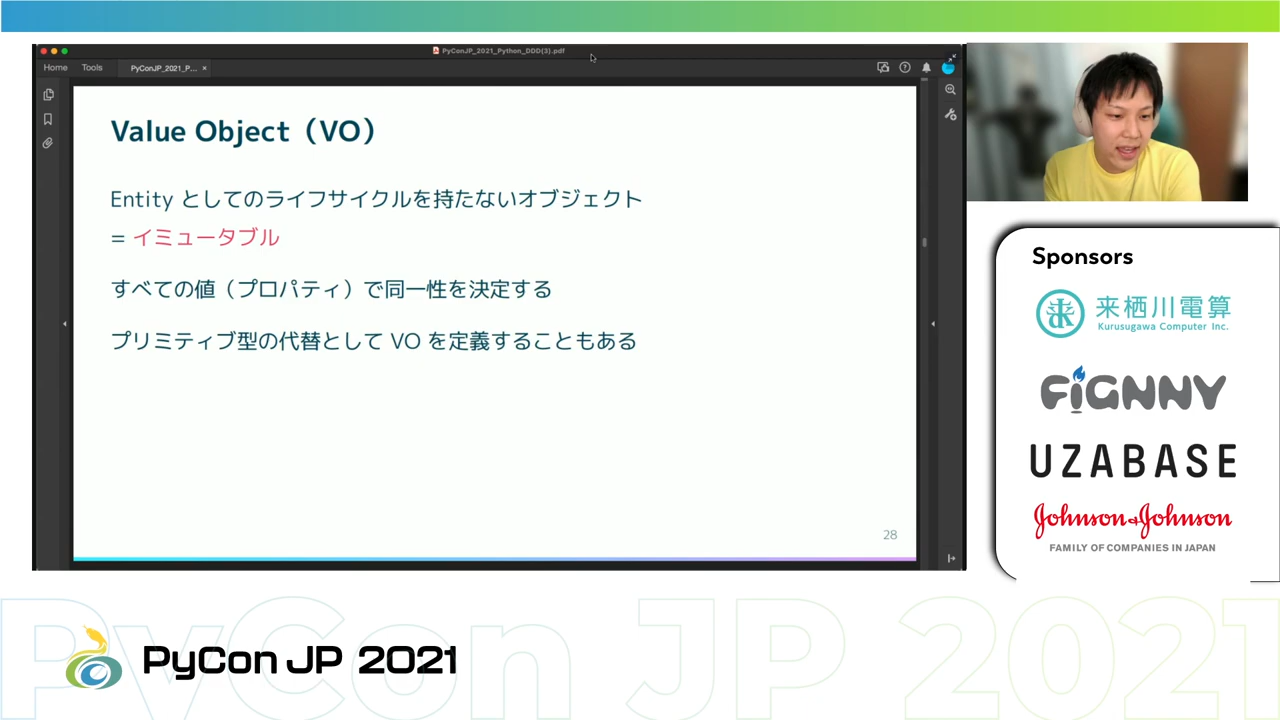 PyConJP_2021_Python_DDD(3).pdf
Home
Tools
PyConJP_2021_P...
Value Object（VO）
Entity としてのライフサイクルを持たないオブジェクト
= イミュータブル
すべての値（プロパティ）で同一性を決定する
プリミティブ型の代替として VO を定義することもある
28
Sponsors
来栖川電算
Kurusugawa Computer Inc.
FiGNNY
UZABASE
Johnson&Johnson
FAMILY OF COMPANIES IN JAPAN
PyCon JP 2021
PyCon JP 2021